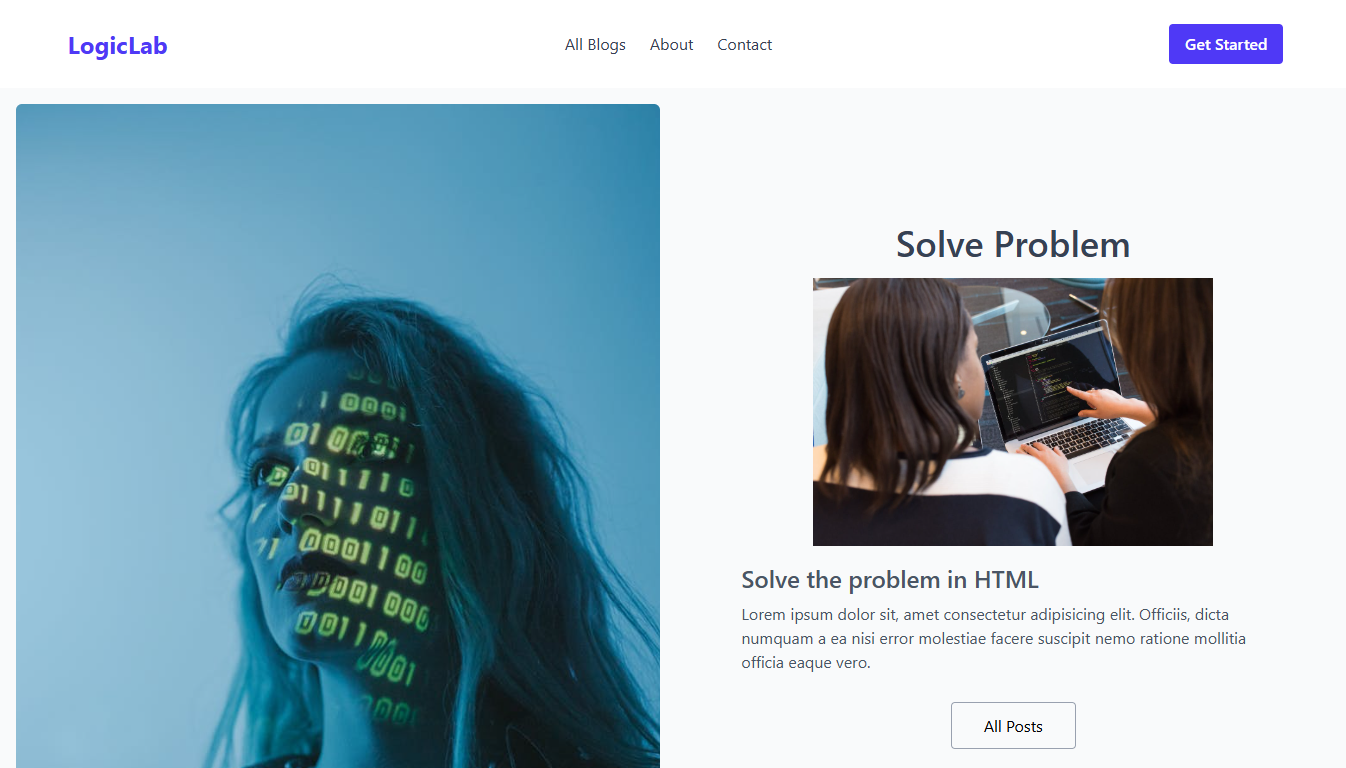 LogicLab
All Blogs About Contact
Get Started
Solve Problem
Solve the problem in HTML
Lorem ipsum dolor sit, amet consectetur adipisicing elit. Officiis, dicta
numquam a ea nisi error molestiae facere suscipit nemo ratione mollitia
officia eaque vero.
All Posts